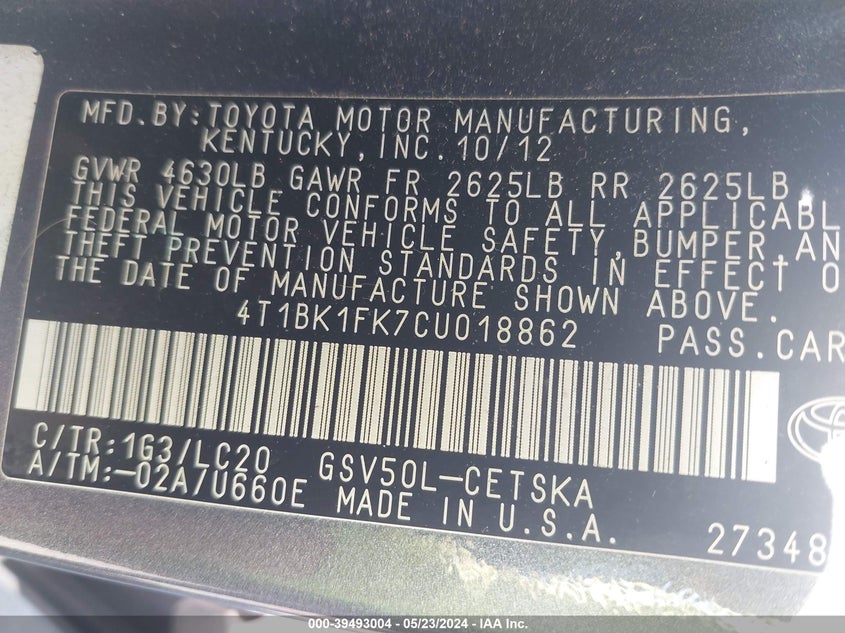 MFD.BY:TOYOTA MOTOR MANUFACTURING,
KENTUCKY,INC.10/12
GVWR 4630LB GAWR FR 2625LB RR 2625LB
THIS VEHICLE CONFORMS TO ALL APPLICABL
FEDERAL MOTOR VEHICLE SAFETY,BUMPER,AN
THEFT PREVENTION STANDARDS IN EFFECT O
THE DATE OF MANUFACTURE SHOWN ABOVE.
4T1BK1FK7CU018862 PASS.CAR
C/TR:1G3/LC20 GSV50L-CETSKA
A/TM:-02A/U660E MADE IN U.S.A. 27348
000-39493004 / 05/23/2024 / IAA Inc.